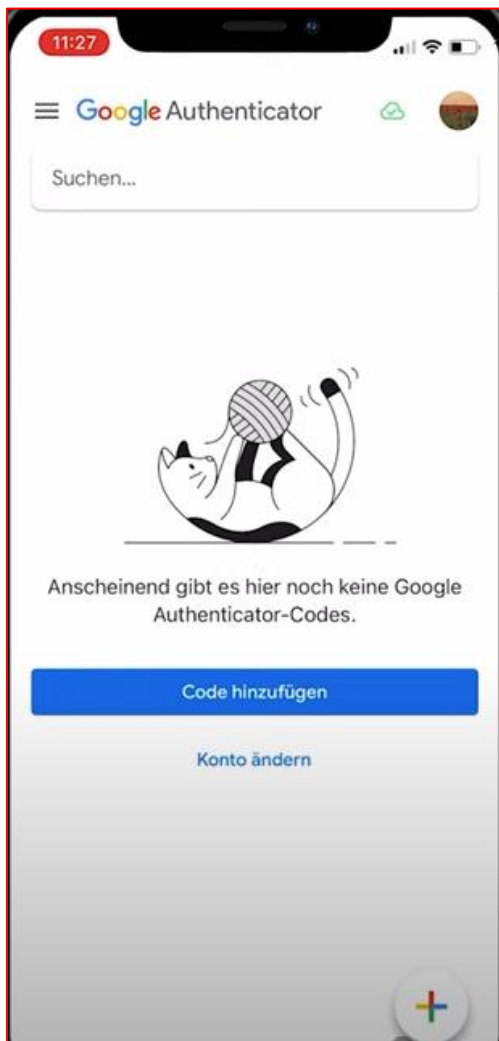 11:27
Google Authenticator
Suchen...
Anscheinend gibt es hier noch keine Google
Authenticator-Codes.
Code hinzufügen
Konto ändern